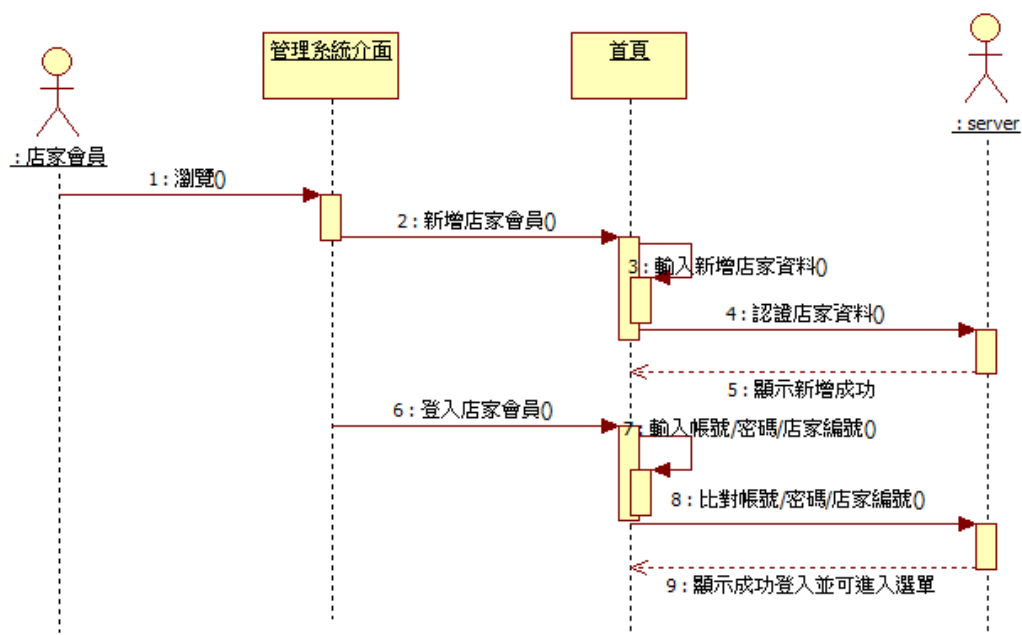 管理系統介面
首頁
: server
: 店家會員
1 : 瀏覽()
2 : 新增店家會員()
3 : 輸入新增店家資料()
4 : 認證店家資料()
5 : 顯示新增成功
6 : 登入店家會員()
7 : 輸入帳號/密碼/店家編號()
8 : 比對帳號/密碼/店家編號()
9 : 顯示成功登入並可進入選單